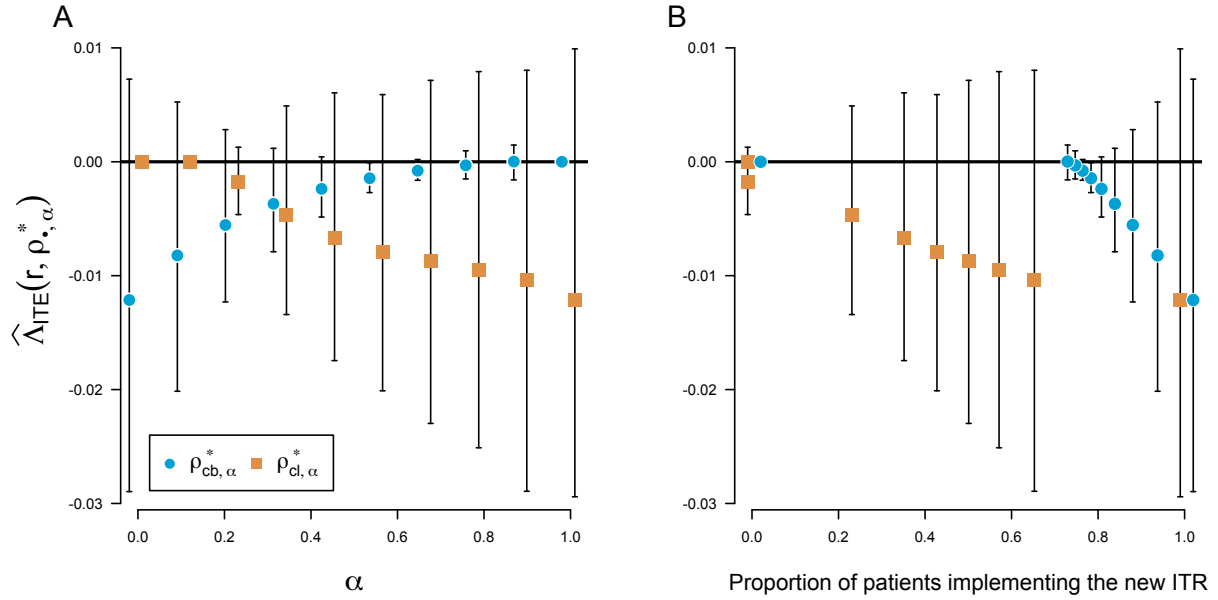 A
B
Λ̂ITE(r, ρ*•, α)
0.01
0.00
-0.01
-0.02
-0.03
ρ*cb, α
ρ*cl, α
0.0 0.2 0.4 0.6 0.8 1.0
α
0.01
0.00
-0.01
-0.02
-0.03
0.0 0.2 0.4 0.6 0.8 1.0
Proportion of patients implementing the new ITR